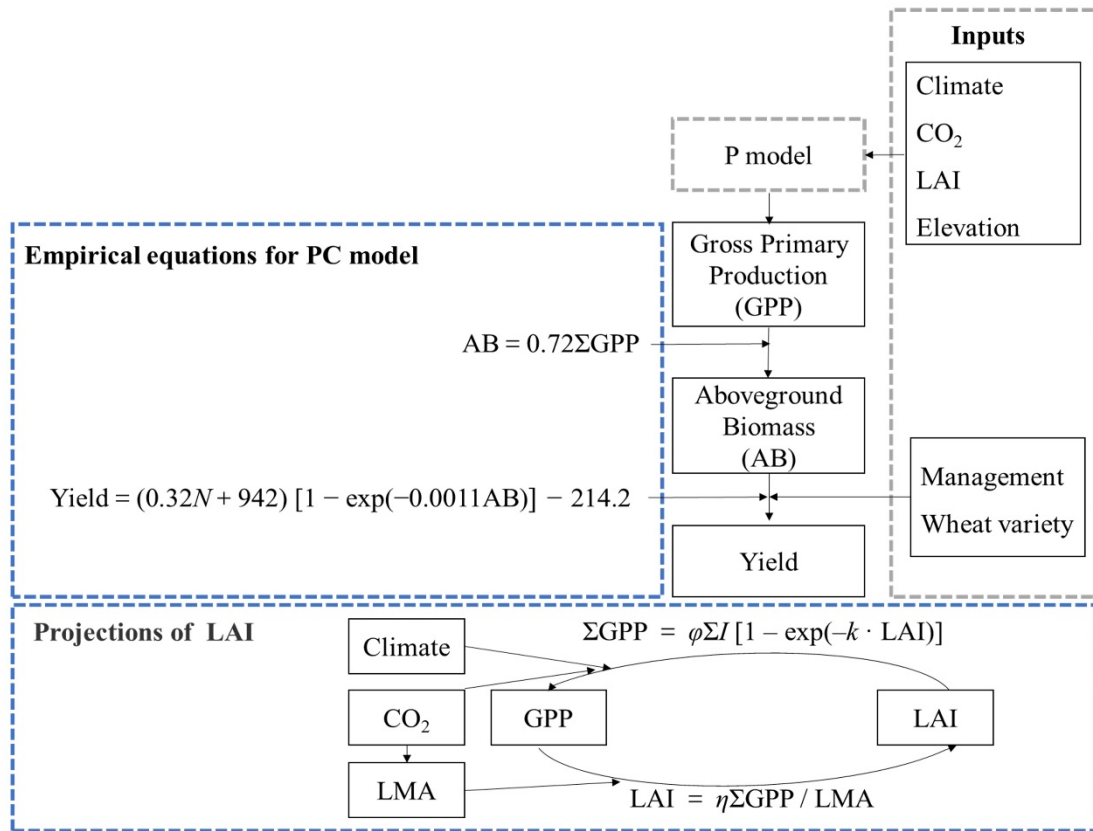 Inputs
Climate
CO₂
LAI
Elevation
P model
Gross Primary
Production
(GPP)
Empirical equations for PC model
AB = 0.72ΣGPP
Aboveground
Biomass
(AB)
Yield = (0.32N + 942) [1 − exp(−0.0011AB)] − 214.2
Management
Wheat variety
Yield
Projections of LAI
ΣGPP = φΣI [1 – exp(–k · LAI)]
Climate
CO₂
GPP
LAI
LMA
LAI = ηΣGPP / LMA